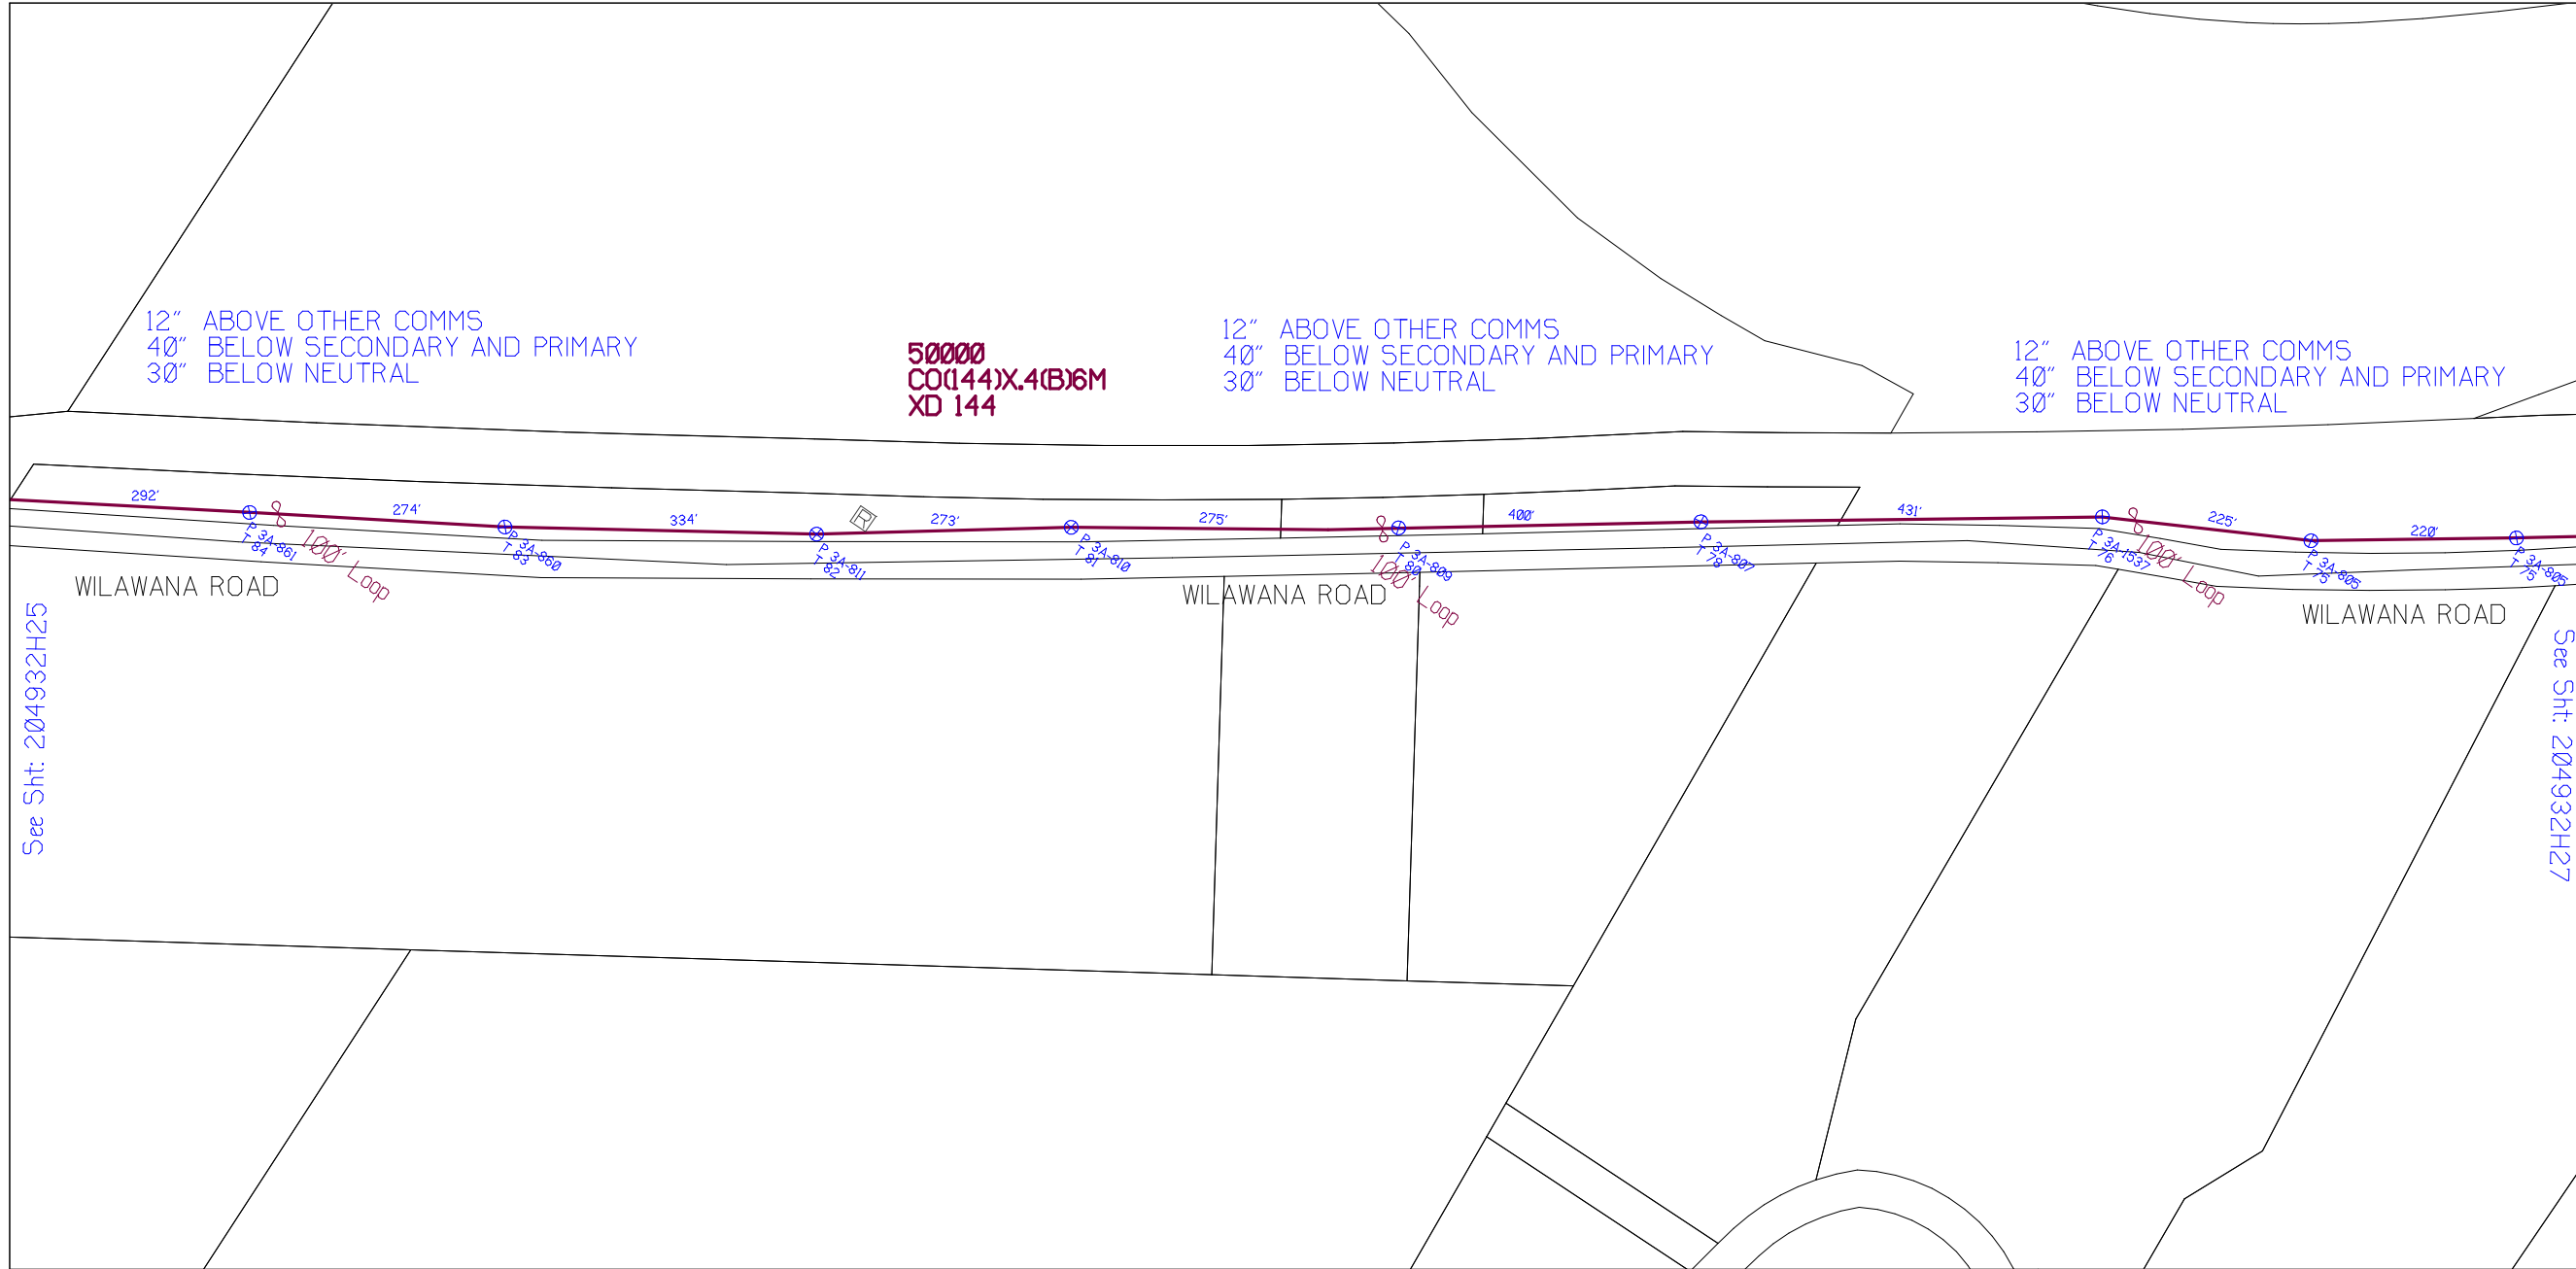 12" ABOVE OTHER COMMS
40" BELOW SECONDARY AND PRIMARY
30" BELOW NEUTRAL
50000
CO(144)X.4(B)6M
XD 144
12" ABOVE OTHER COMMS
40" BELOW SECONDARY AND PRIMARY
30" BELOW NEUTRAL
12" ABOVE OTHER COMMS
40" BELOW SECONDARY AND PRIMARY
30" BELOW NEUTRAL
292'
274'
334'
R
273'
275'
400'
431'
225'
220'
P 3A-861
T 84
100' Loop
P 3A-860
T 83
P 3A-811
T 82
P 3A-810
T 81
P 3A-809
T 80
100' Loop
P 3A-807
T 78
P 3A-1537
T 76
100' Loop
P 3A-805
T 75
P 3A-805
T 75
WILAWANA ROAD
WILAWANA ROAD
WILAWANA ROAD
See Sht: 204932H25
See Sht: 204932H27